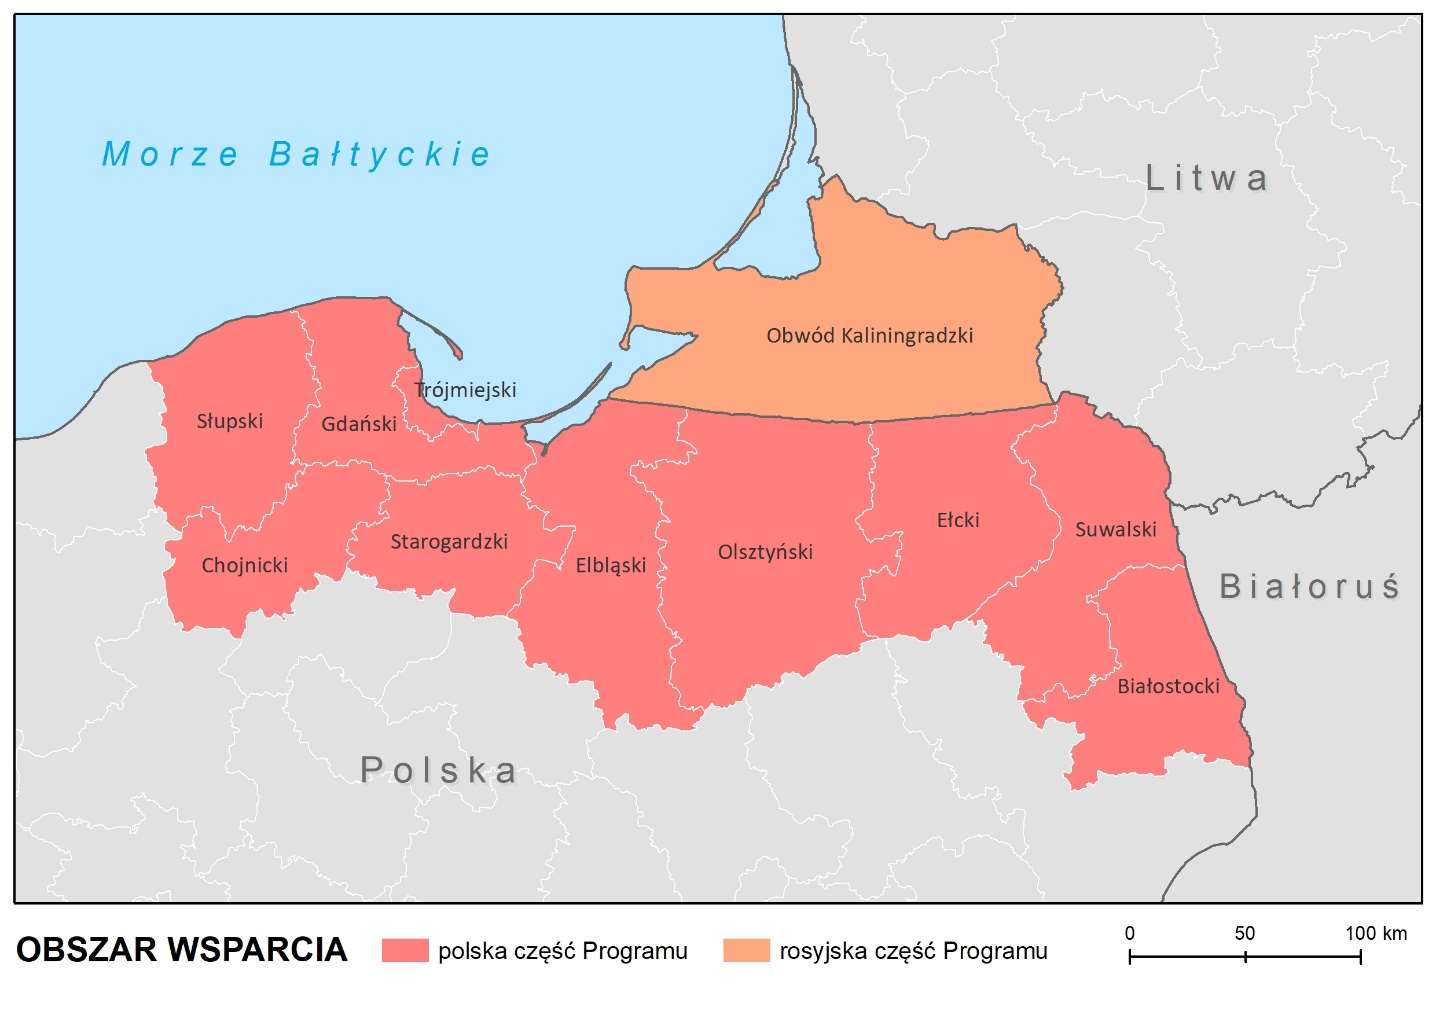 Morze Bałtyckie
Litwa
Obwód Kaliningradzki
Trójmiejski
Słupski
Gdański
Ełcki
Suwalski
Starogardzki
Olsztyński
Chojnicki
Elbląski
Białoruś
Białostocki
Polska
OBSZAR WSPARCIA
polska część Programu
rosyjska część Programu
0 50 100 km